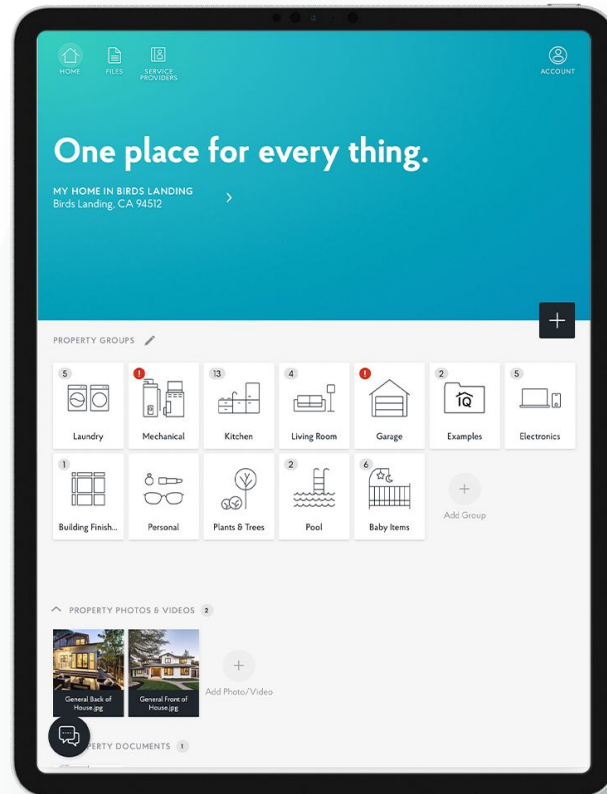 HOME
FILES
SERVICE
PROVIDERS
ACCOUNT
One place for every thing.
MY HOME IN BIRDS LANDING
Birds Landing, CA 94512
PROPERTY GROUPS
5
!
13
4
!
2
5
iQ
Laundry
Mechanical
Kitchen
Living Room
Garage
Examples
Electronics
1
2
6
Building Finish...
Personal
Plants & Trees
Pool
Baby Items
Add Group
PROPERTY PHOTOS & VIDEOS 2
General Back of
House.jpg
General Front of
House.jpg
Add Photo/Video
PERTY DOCUMENTS 1